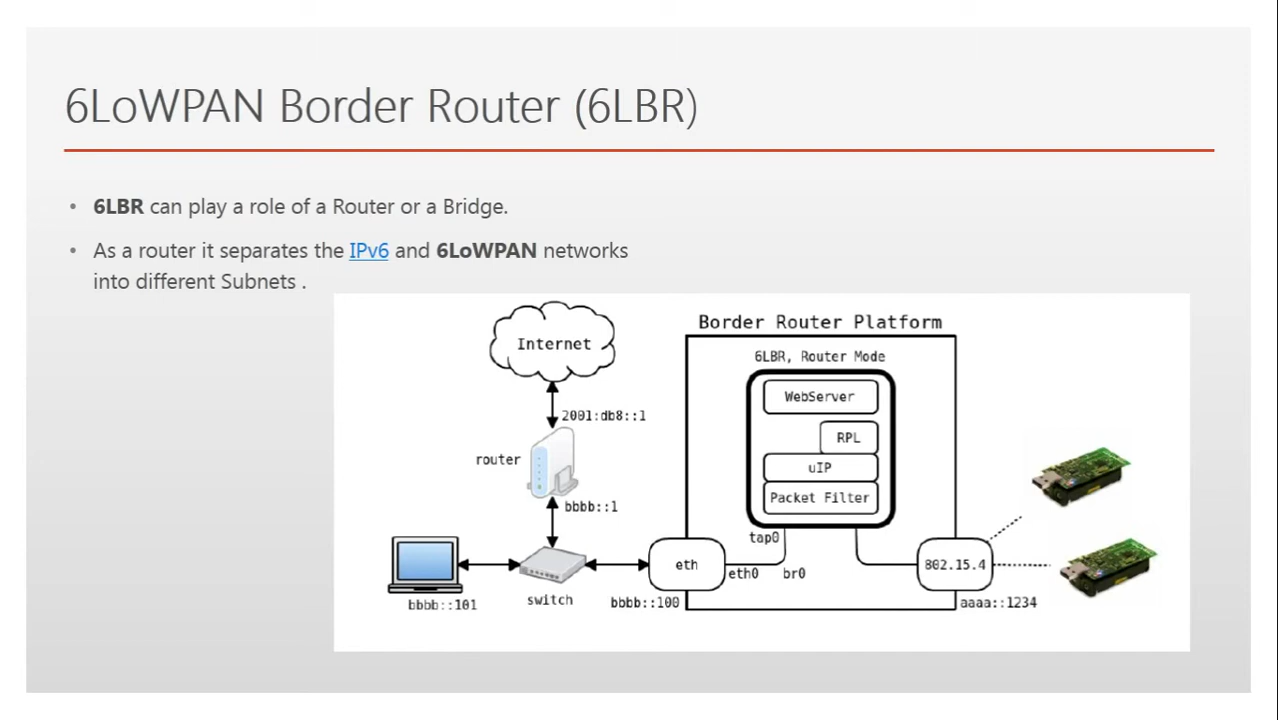 6LoWPAN Border Router (6LBR)
• 6LBR can play a role of a Router or a Bridge.
• As a router it separates the IPv6 and 6LoWPAN networks
into different Subnets .
Border Router Platform
Internet
6LBR, Router Mode
WebServer
2001:db8::1
RPL
router
uIP
Packet Filter
bbbb::1
tap0
eth
802.15.4
eth0
br0
switch
bbbb::101
bbbb::100
aaaa::1234